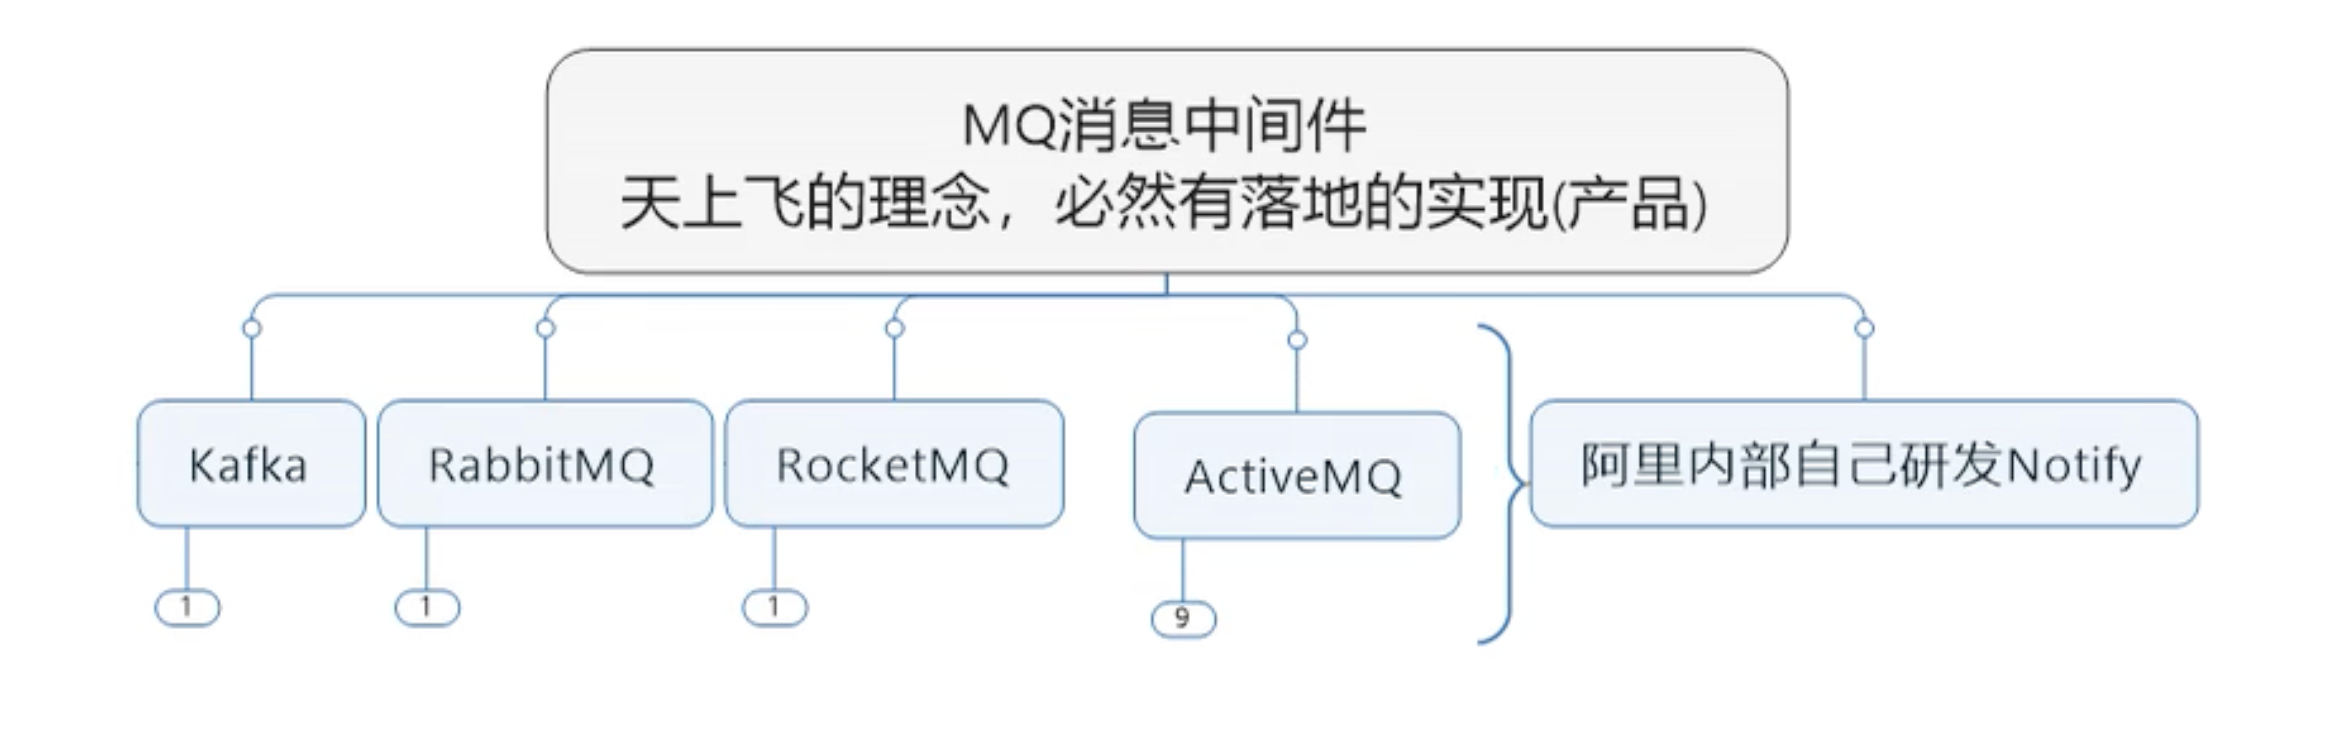 MQ消息中间件
天上飞的理念，必然有落地的实现(产品)
Kafka
RabbitMQ
RocketMQ
ActiveMQ
阿里内部自己研发Notify
1
1
1
9